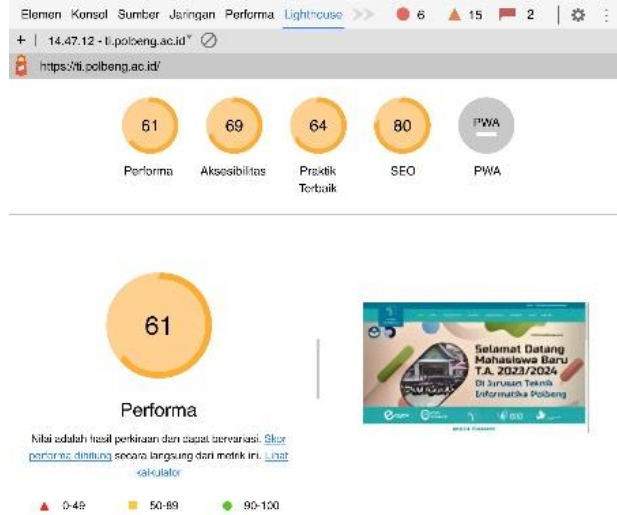 Elemen Konsol Sumber Jaringan Performa Lighthouse >> 6 15 2
+ | 14.47.12 - ti.polbeng.ac.id
https://ti.polbeng.ac.id/
61 69 64 80 PWA
Performa Aksesibilitas Praktik Terbaik SEO PWA
61
Performa
Nilai adalah hasil perkiraan dan dapat bervariasi. Skor
performa dihitung secara langsung dari metrik ini. Lihat
kalkulator
0-49 50-89 90-100
Selamat Datang
Mahasiswa Baru
T.A. 2023/2024
Di Jurusan Teknik
Informatika Polbeng